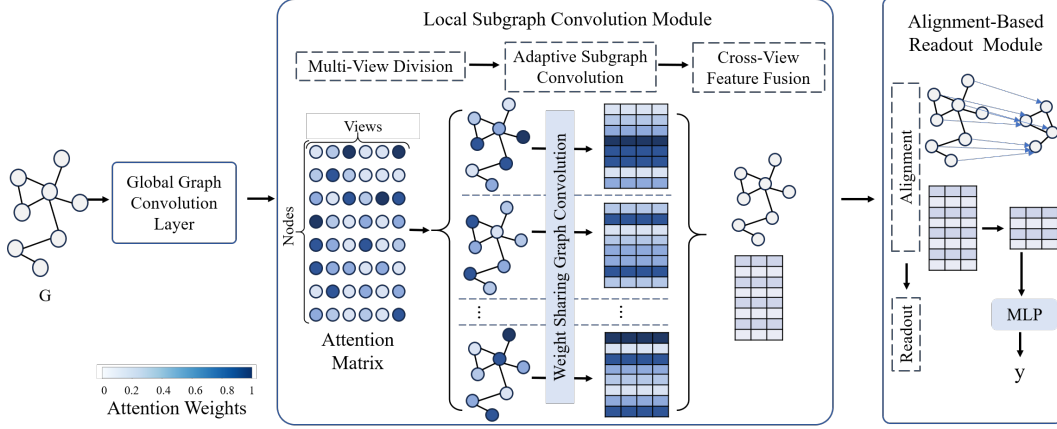 Local Subgraph Convolution Module
Alignment-Based
Readout Module
Multi-View Division
Adaptive Subgraph
Convolution
Cross-View
Feature Fusion
Views
Nodes
Global Graph
Convolution
Layer
G
Attention
Matrix
Weight Sharing Graph Convolution
...
...
Alignment
Readout
MLP
y
0 0.2 0.4 0.6 0.8 1
Attention Weights